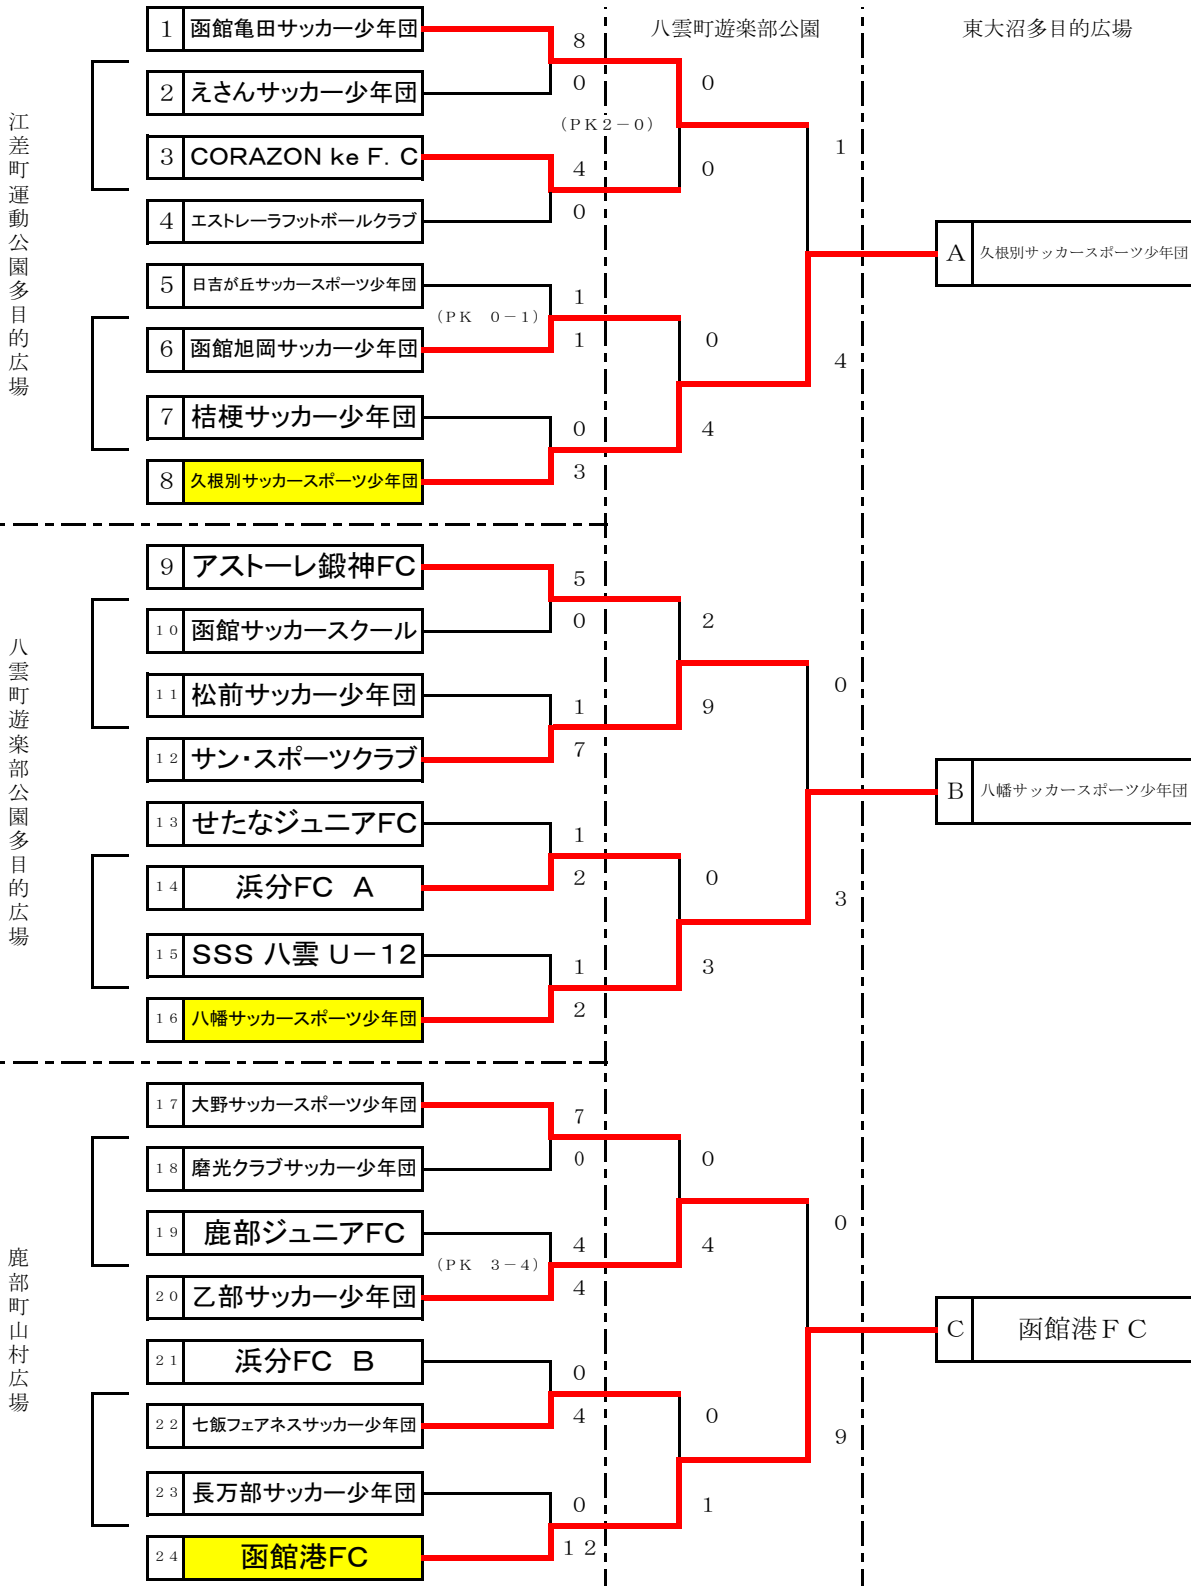 八雲町遊楽部公園
東大沼多目的広場
江差町運動公園多目的広場
1 函館亀田サッカー少年団
8
0
2 えさんサッカー少年団
(PK2-0)
3 CORAZON ke F. C
4
0
4 エストレーラフットボールクラブ
5 日吉が丘サッカースポーツ少年団
(PK 0-1)
1
1
6 函館旭岡サッカー少年団
7 桔梗サッカー少年団
0
3
8 久根別サッカースポーツ少年団
0
0
0
4
1
4
A 久根別サッカースポーツ少年団
八雲町遊楽部公園多目的広場
9 アストーレ鍛神FC
5
0
10 函館サッカースクール
11 松前サッカー少年団
1
7
12 サン・スポーツクラブ
13 せたなジュニアFC
1
2
14 浜分FC A
15 SSS 八雲 U-12
1
2
16 八幡サッカースポーツ少年団
2
9
0
3
0
3
B 八幡サッカースポーツ少年団
鹿部町山村広場
17 大野サッカースポーツ少年団
7
0
18 磨光クラブサッカー少年団
19 鹿部ジュニアFC
(PK 3-4)
4
4
20 乙部サッカー少年団
21 浜分FC B
0
4
22 七飯フェアネスサッカー少年団
23 長万部サッカー少年団
0
12
24 函館港FC
0
4
0
1
0
9
C 函館港FC